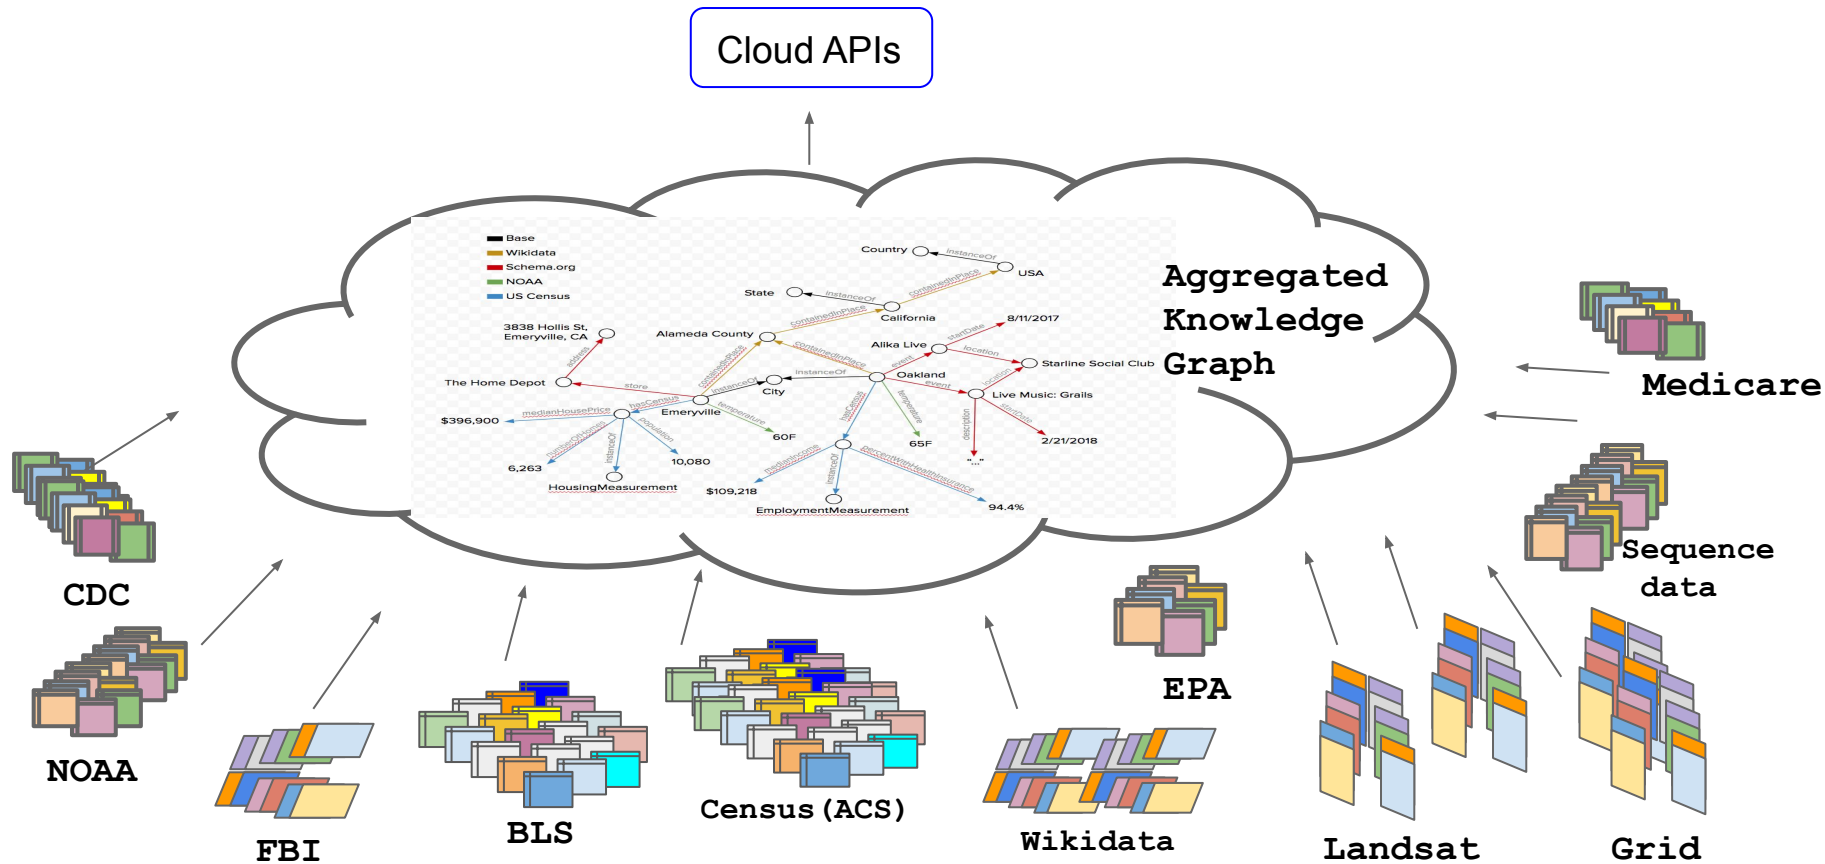 Cloud APIs
Aggregated
Knowledge
Graph
Base
Wikidata
Schema.org
NOAA
US Census
Country
instanceOf
USA
containedInPlace
State
instanceOf
California
containedInPlace
Alameda County
3838 Hollis St,
Emeryville, CA
address
The Home Depot
store
containedInPlace
containedInPlace
instanceOf
instanceOf
City
Emeryville
Oakland
event
Alika Live
startDate
8/11/2017
location
Starline Social Club
location
event
Live Music: Grails
description
"..."
startDate
2/21/2018
hasCensus
medianHousePrice
$396,900
numberOfHomes
6,263
instanceOf
HousingMeasurement
population
10,080
temperature
60F
hasCensus
temperature
65F
medianIncome
$109,218
instanceOf
EmploymentMeasurement
percentWithHealthInsurance
94.4%
Medicare
Sequence
data
CDC
NOAA
FBI
BLS
Census(ACS)
Wikidata
EPA
Landsat
Grid